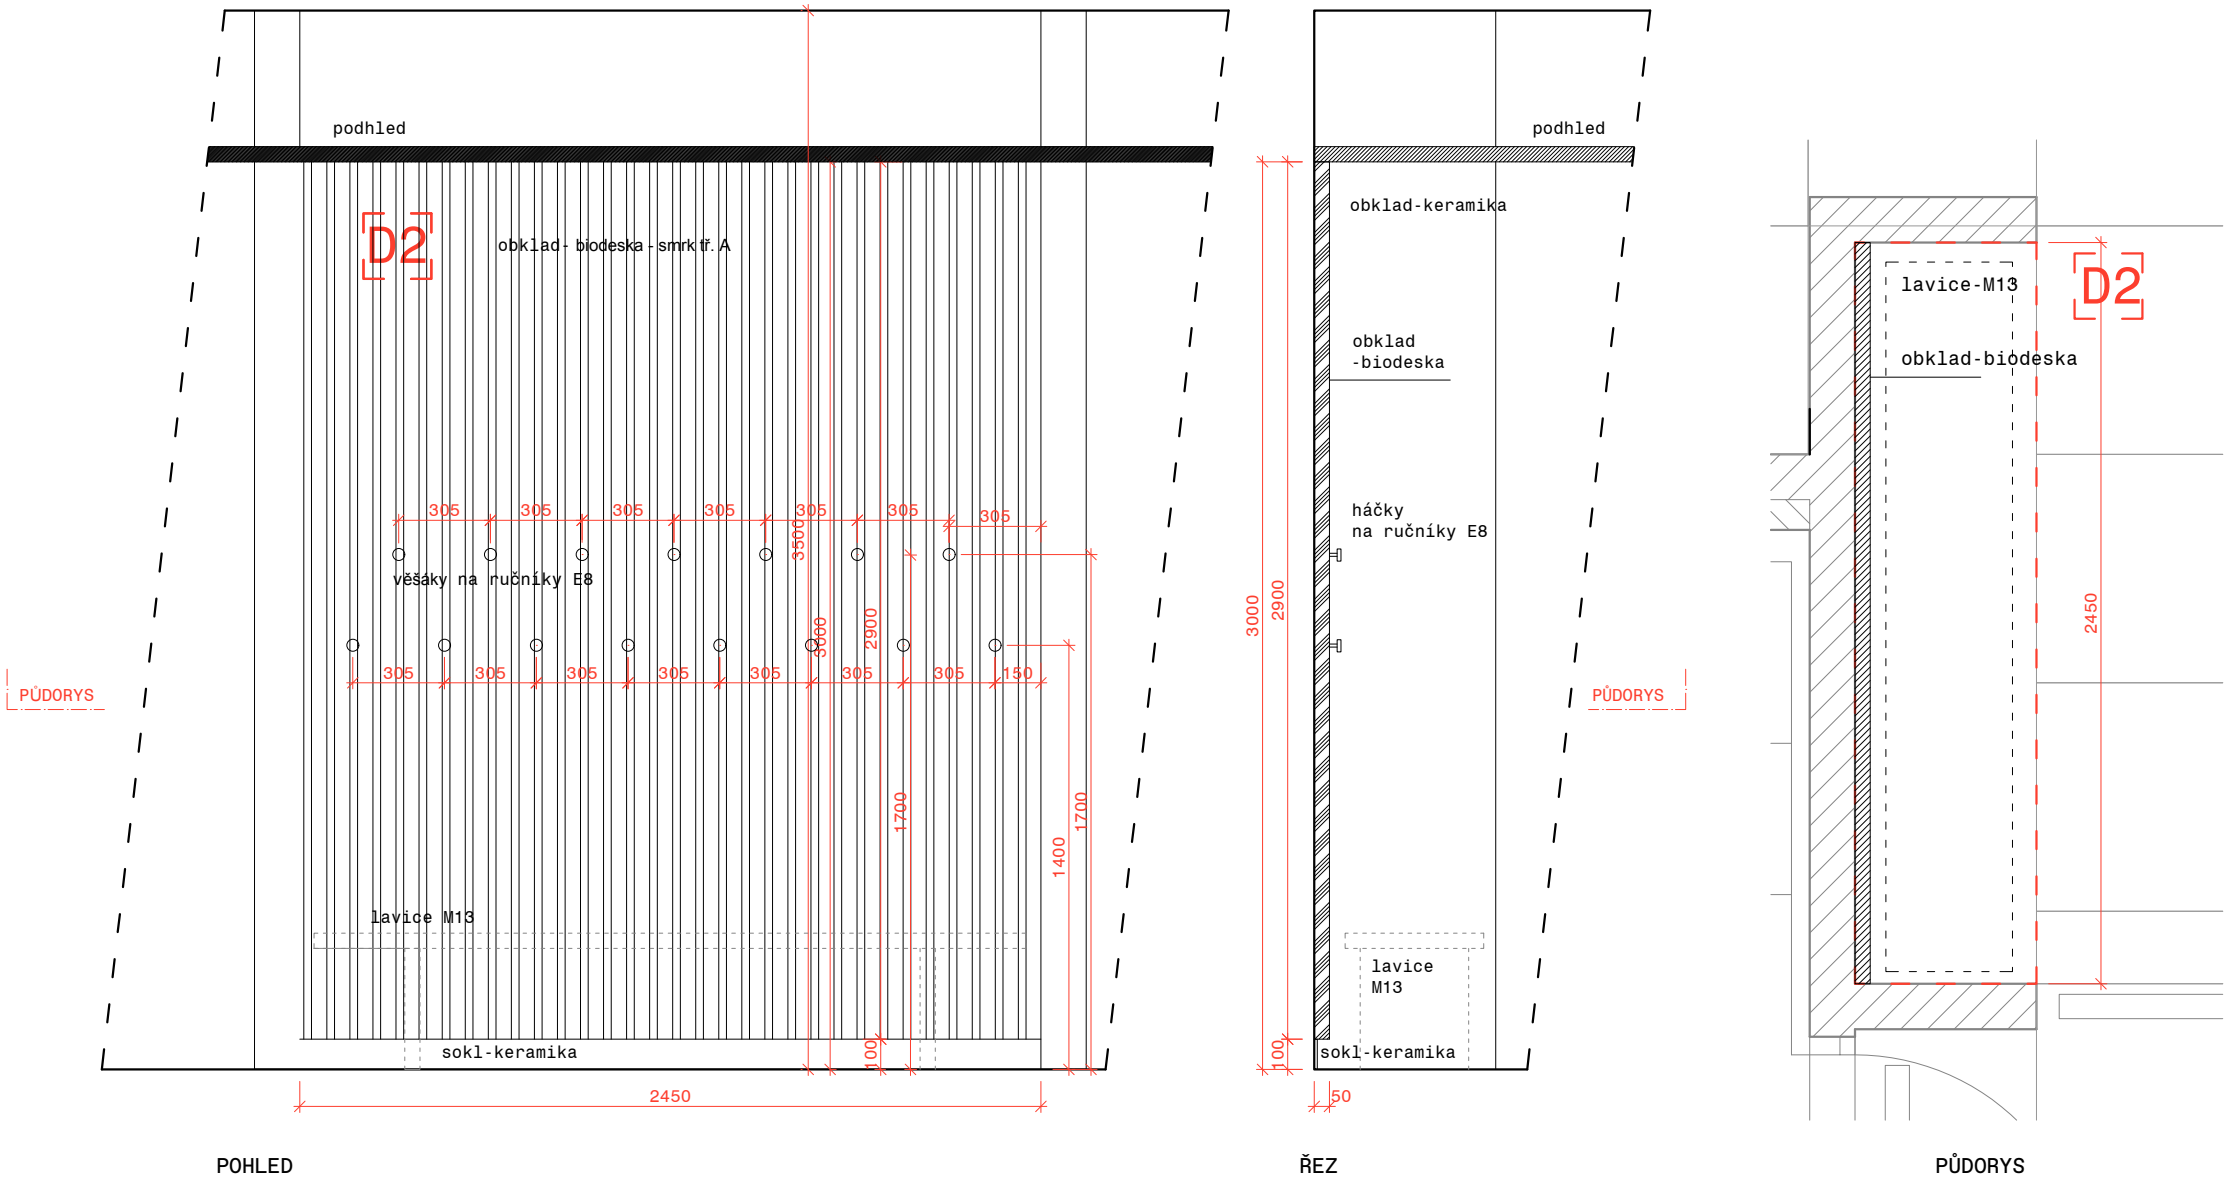 podhled
D2
obklad- biodeska - smrk tř. A
305
305
305
305
305
305
305
3500
věšáky na ručníky E8
3000
2900
305
305
305
305
305
305
305
150
PŮDORYS
1700
1400
1700
lavice M13
sokl-keramika
100
2450
POHLED
podhled
obklad-keramika
obklad
-biodeska
háčky
na ručníky E8
3000
2900
PŮDORYS
lavice
M13
100
sokl-keramika
50
ŘEZ
D2
lavice-M13
obklad-biodeska
2450
PŮDORYS